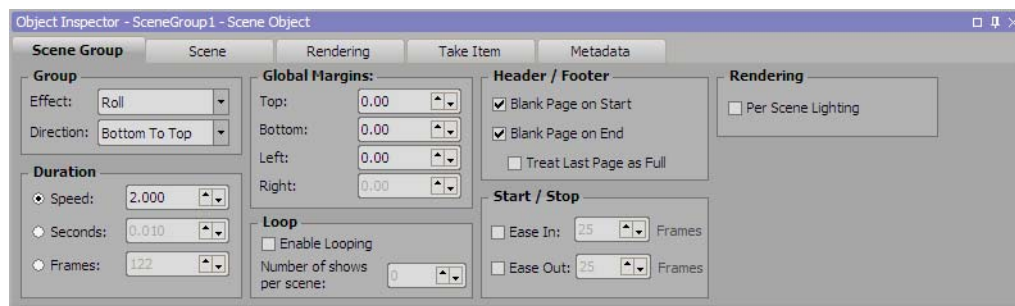 Object Inspector - SceneGroup1 - Scene Object
Scene Group
Scene
Rendering
Take Item
Metadata
Group
Effect: Roll
Direction: Bottom To Top
Duration
Speed: 2.000
Seconds: 0.010
Frames: 122
Global Margins:
Top: 0.00
Bottom: 0.00
Left: 0.00
Right: 0.00
Loop
Enable Looping
Number of shows
per scene: 0
Header / Footer
Blank Page on Start
Blank Page on End
Treat Last Page as Full
Start / Stop
Ease In: 25 Frames
Ease Out: 25 Frames
Rendering
Per Scene Lighting